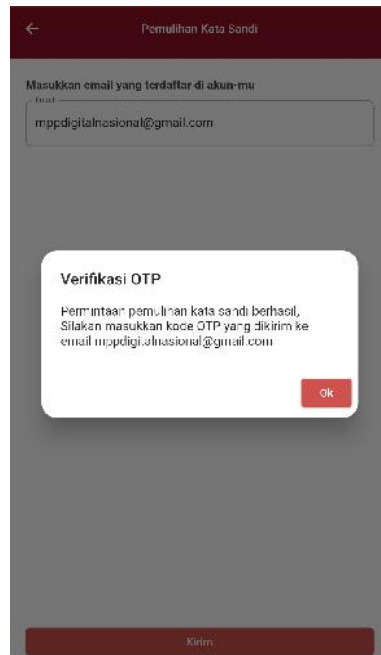 Pemulihan Kata Sandi
Masukkan email yang terdaftar di akun-mu
Email
mppdigitalnasional@gmail.com
Verifikasi OTP
Permintaan pemulihan kata sandi berhasil,
Silakan masukkan kode OTP yang dikirim ke
email mppdigitalnasional@gmail.com
Ok
Kirim